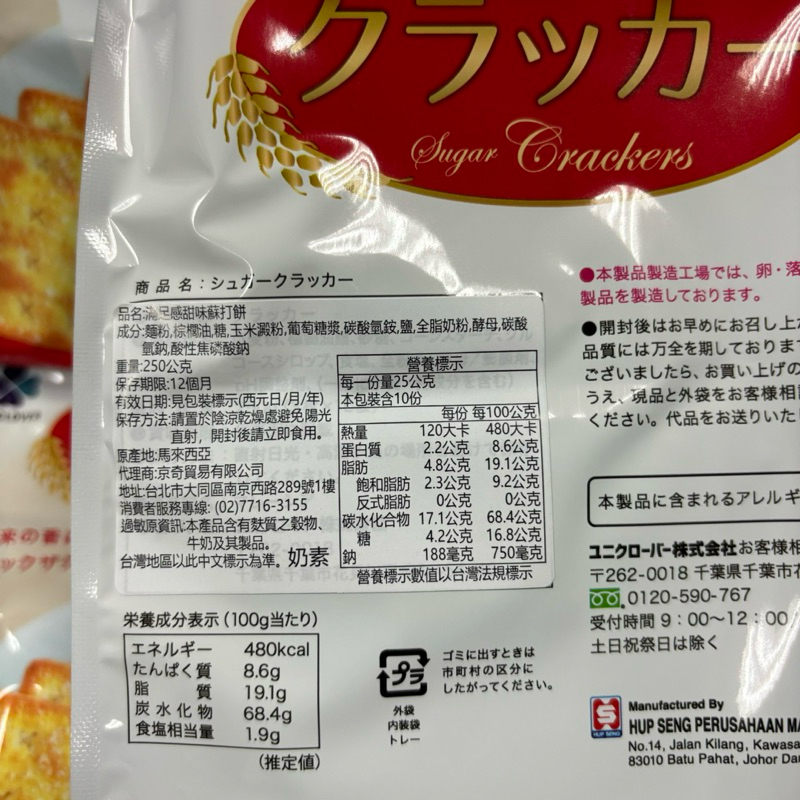 クラッカー
Sugar Crackers
商品名：シュガークラッカー
品名:滿足感甜味蘇打餅
成分:麵粉,棕櫚油,糖,玉米澱粉,葡萄糖漿,碳酸氫銨,鹽,全脂奶粉,酵母,碳酸
氫鈉,酸性焦磷酸鈉
重量:250公克
保存期限:12個月
有效日期:見包裝標示(西元日/月/年)
保存方法:請置於陰涼乾燥處避免陽光
直射，開封後請立即食用。
原產地:馬來西亞
代理商:京奇貿易有限公司
地址:台北市大同區南京西路289號1樓
消費者服務專線: (02)7716-3155
過敏原資訊:本產品含有麩質之穀物、
牛奶及其製品。
台灣地區以此中文標示為準。奶素
營養標示
每一份量25公克
本包裝含10份
每份 每100公克
熱量 120大卡 480大卡
蛋白質 2.2公克 8.6公克
脂肪 4.8公克 19.1公克
飽和脂肪 2.3公克 9.2公克
反式脂肪 0公克 0公克
碳水化合物 17.1公克 68.4公克
糖 4.2公克 16.8公克
鈉 188毫克 750毫克
營養標示數值以台灣法規標示
栄養成分表示（100g当たり）
エネルギー 480kcal
たんぱく質 8.6g
脂質 19.1g
炭水化物 68.4g
食塩相当量 1.9g
（推定値）
プラ
外袋
内装袋
トレー
ゴミに出すときは
市町村の区分に
したがってください。
●本製品製造工場では、卵・落
製品を製造しております。
●開封後はお早めにお召し上
品質には万全を期しております
ございましたら、お買い上げの
うえ、現品と外袋をお客様相
ください。代品をお送りいた
本製品に含まれるアレルギ
ユニクローバー株式会社お客様相
〒262-0018 千葉県千葉市花
0120-590-767
受付時間 9：00〜12：00
土日祝祭日は除く
HUP SENG
Manufactured By
HUP SENG PERUSAHAAN MA
No.14, Jalan Kilang, Kawasa
83010 Batu Pahat, Johor Da